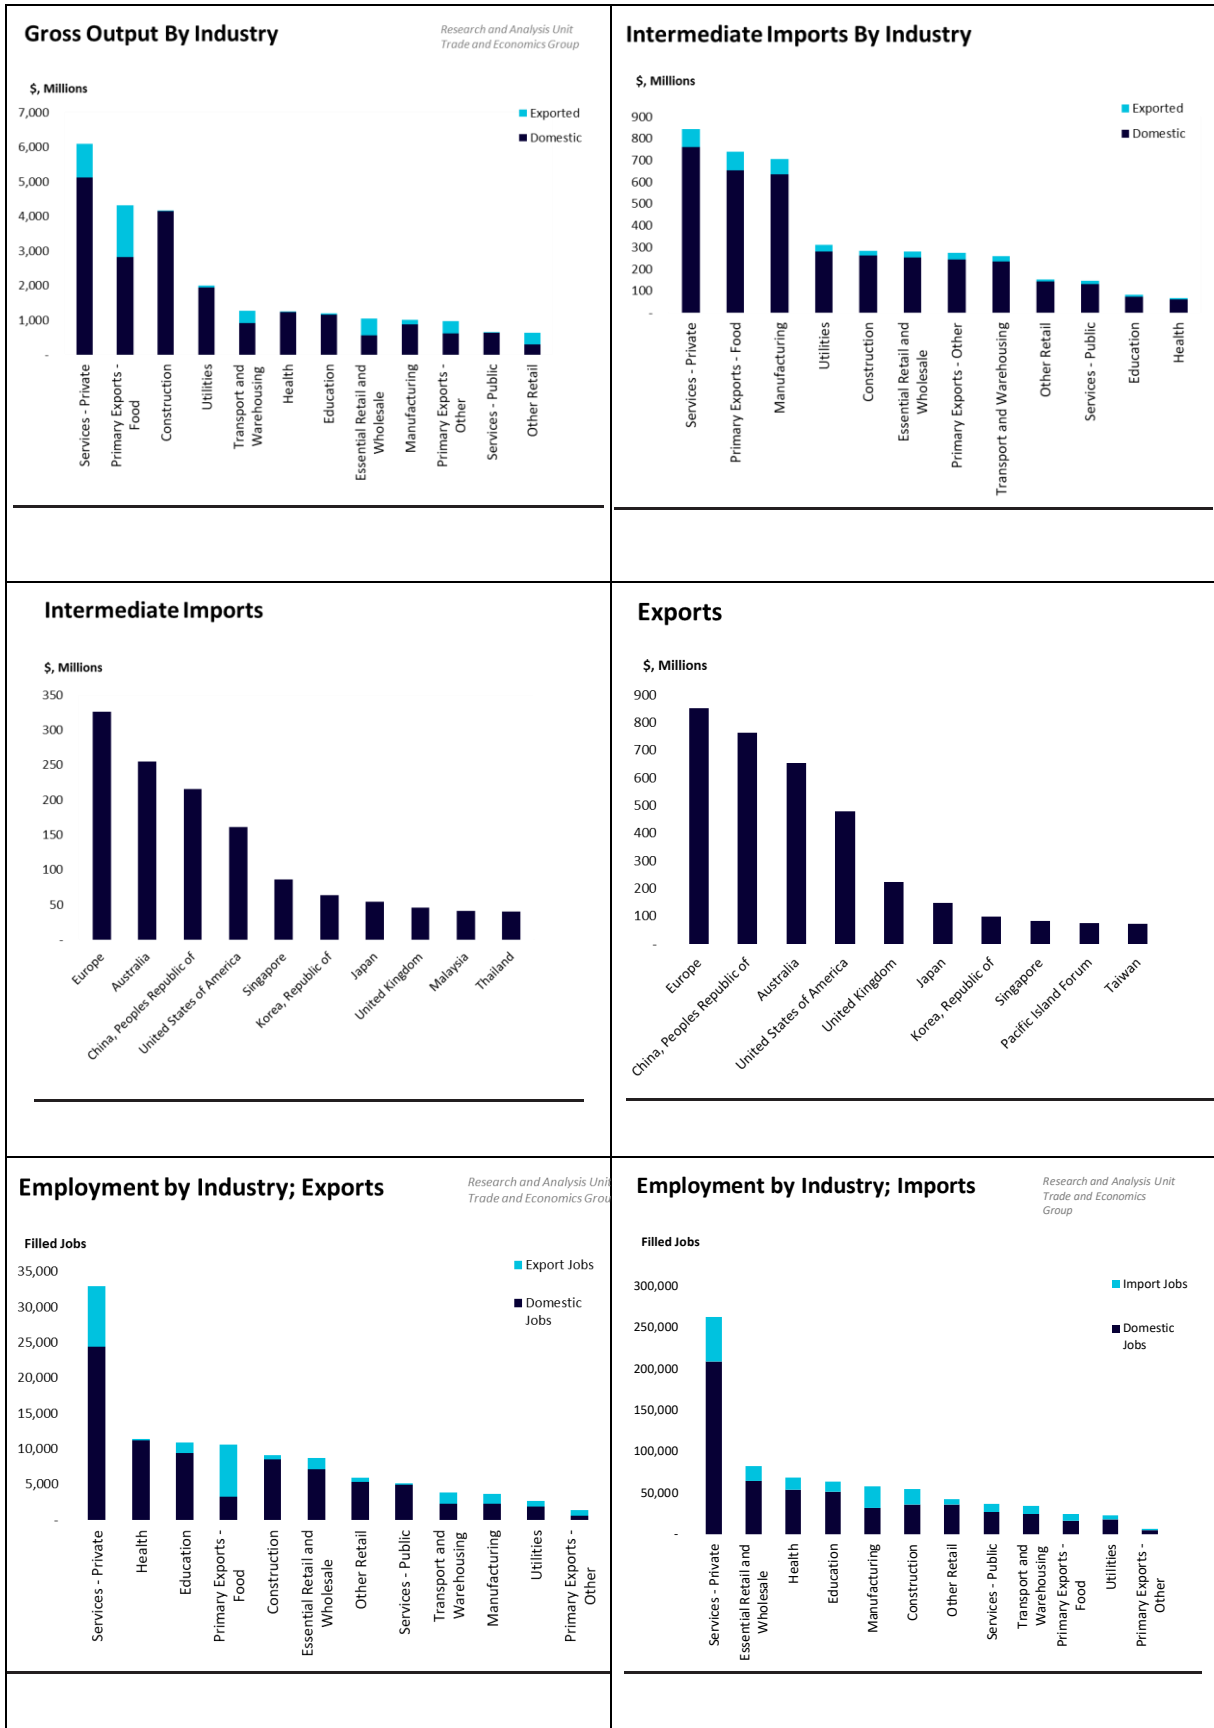 Gross Output By Industry
Research and Analysis Unit
Trade and Economics Group
$, Millions
Exported
Domestic
7,000
6,000
5,000
4,000
3,000
2,000
1,000
-
Services - Private
Primary Exports -
Food
Construction
Utilities
Transport and
Warehousing
Health
Education
Essential Retail and
Wholesale
Manufacturing
Primary Exports -
Other
Services - Public
Other Retail
Intermediate Imports By Industry
$, Millions
Exported
Domestic
900
800
700
600
500
400
300
200
100
-
Services - Private
Primary Exports - Food
Manufacturing
Utilities
Construction
Essential Retail and
Wholesale
Primary Exports - Other
Transport and Warehousing
Other Retail
Services - Public
Education
Health
Intermediate Imports
$, Millions
350
300
250
200
150
100
50
-
Europe
Australia
China, Peoples Republic of
United States of America
Singapore
Korea, Republic of
Japan
United Kingdom
Malaysia
Thailand
Exports
$, Millions
900
800
700
600
500
400
300
200
100
-
Europe
China, Peoples Republic of
Australia
United States of America
United Kingdom
Japan
Korea, Republic of
Singapore
Pacific Island Forum
Taiwan
Employment by Industry; Exports
Research and Analysis Unit
Trade and Economics Grou
Filled Jobs
Export Jobs
Domestic
Jobs
35,000
30,000
25,000
20,000
15,000
10,000
5,000
-
Services - Private
Health
Education
Primary Exports -
Food
Construction
Essential Retail and
Wholesale
Other Retail
Services - Public
Transport and
Warehousing
Manufacturing
Utilities
Primary Exports -
Other
Employment by Industry; Imports
Research and Analysis Unit
Trade and Economics
Group
Filled Jobs
Import Jobs
Domestic
Jobs
300,000
250,000
200,000
150,000
100,000
50,000
-
Services - Private
Essential Retail and
Wholesale
Health
Education
Manufacturing
Construction
Other Retail
Services - Public
Transport and
Warehousing
Primary Exports -
Food
Utilities
Primary Exports -
Other